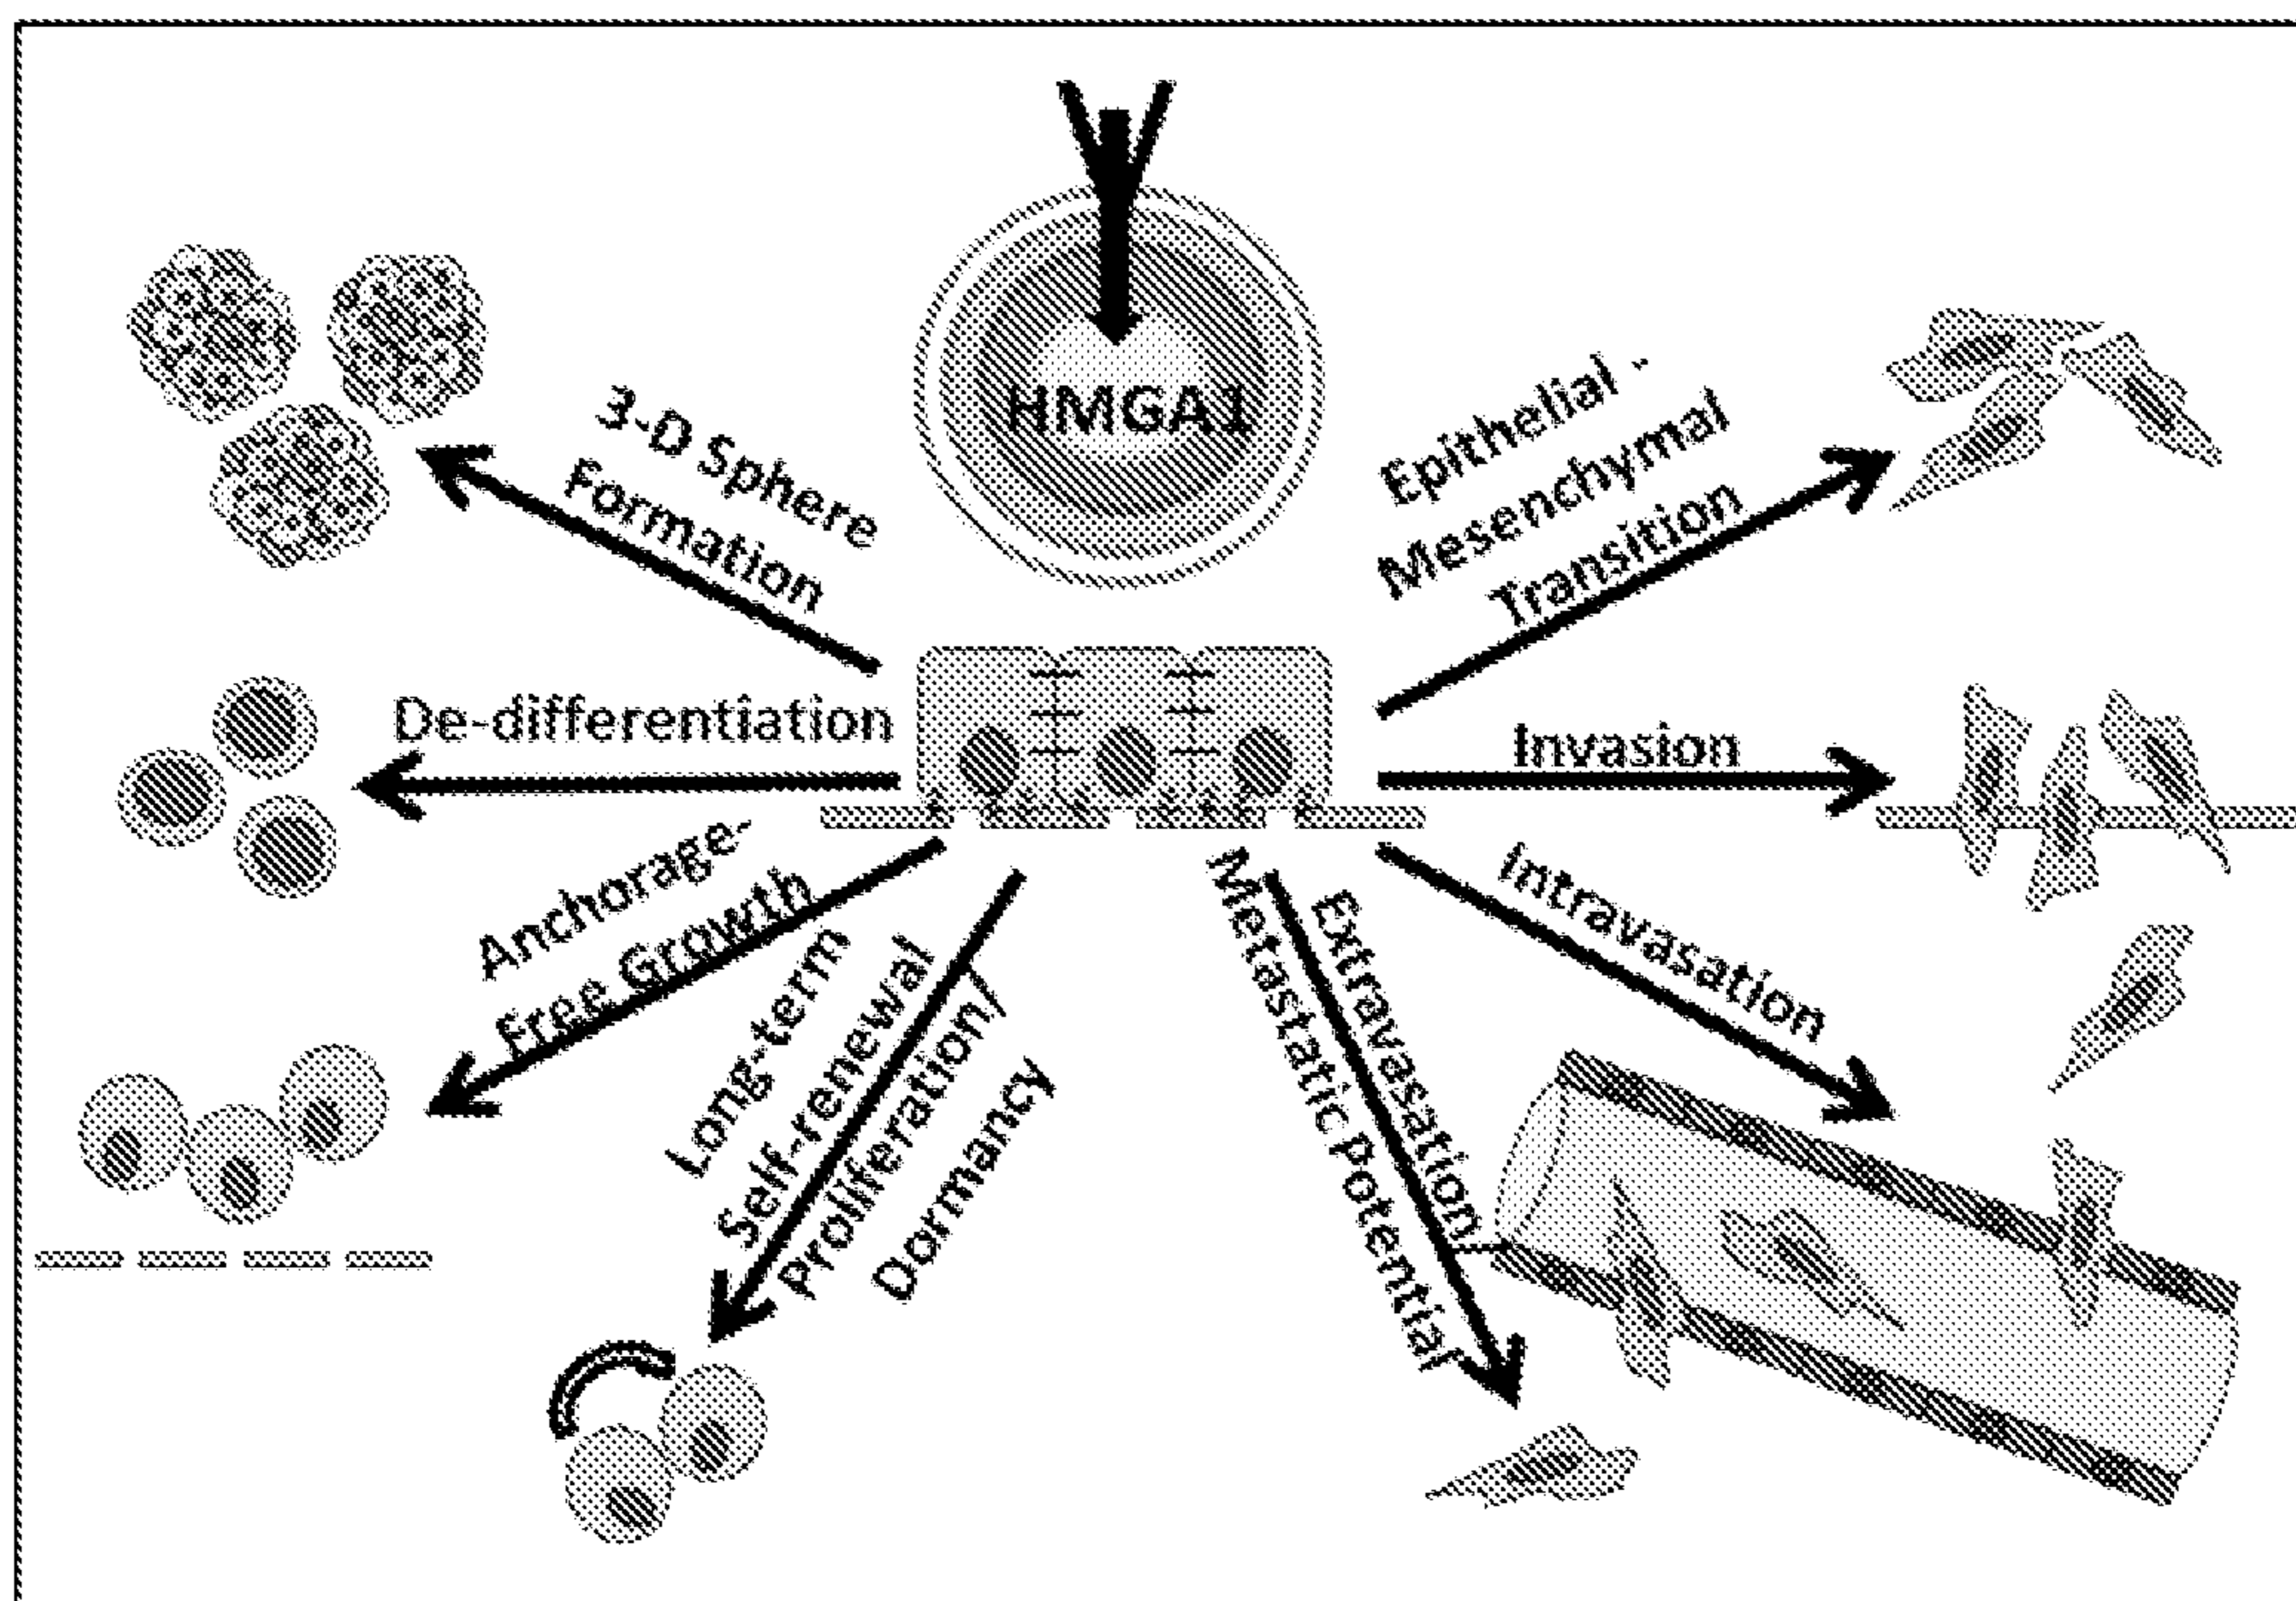 HMGA1
3-D Sphere
Formation
Epithelial -
Mesenchymal
Transition
De-differentiation
Invasion
Anchorage-
Free Growth
Long-term
Self-renewal
Proliferation/
Dormancy
Extravasation/
Metastatic Potential
Intravasation